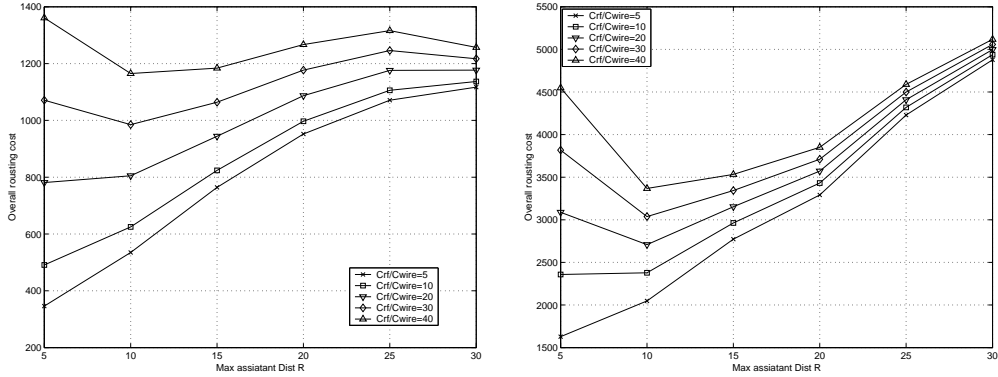 1400
1200
1000
800
600
400
200
Overall rousting cost
5
10
15
20
25
30
Max assiatant Dist R
Crf/Cwire=5
Crf/Cwire=10
Crf/Cwire=20
Crf/Cwire=30
Crf/Cwire=40
5500
5000
4500
4000
3500
3000
2500
2000
1500
Overall rousting cost
5
10
15
20
25
30
Max assiatant Dist R
Crf/Cwire=5
Crf/Cwire=10
Crf/Cwire=20
Crf/Cwire=30
Crf/Cwire=40